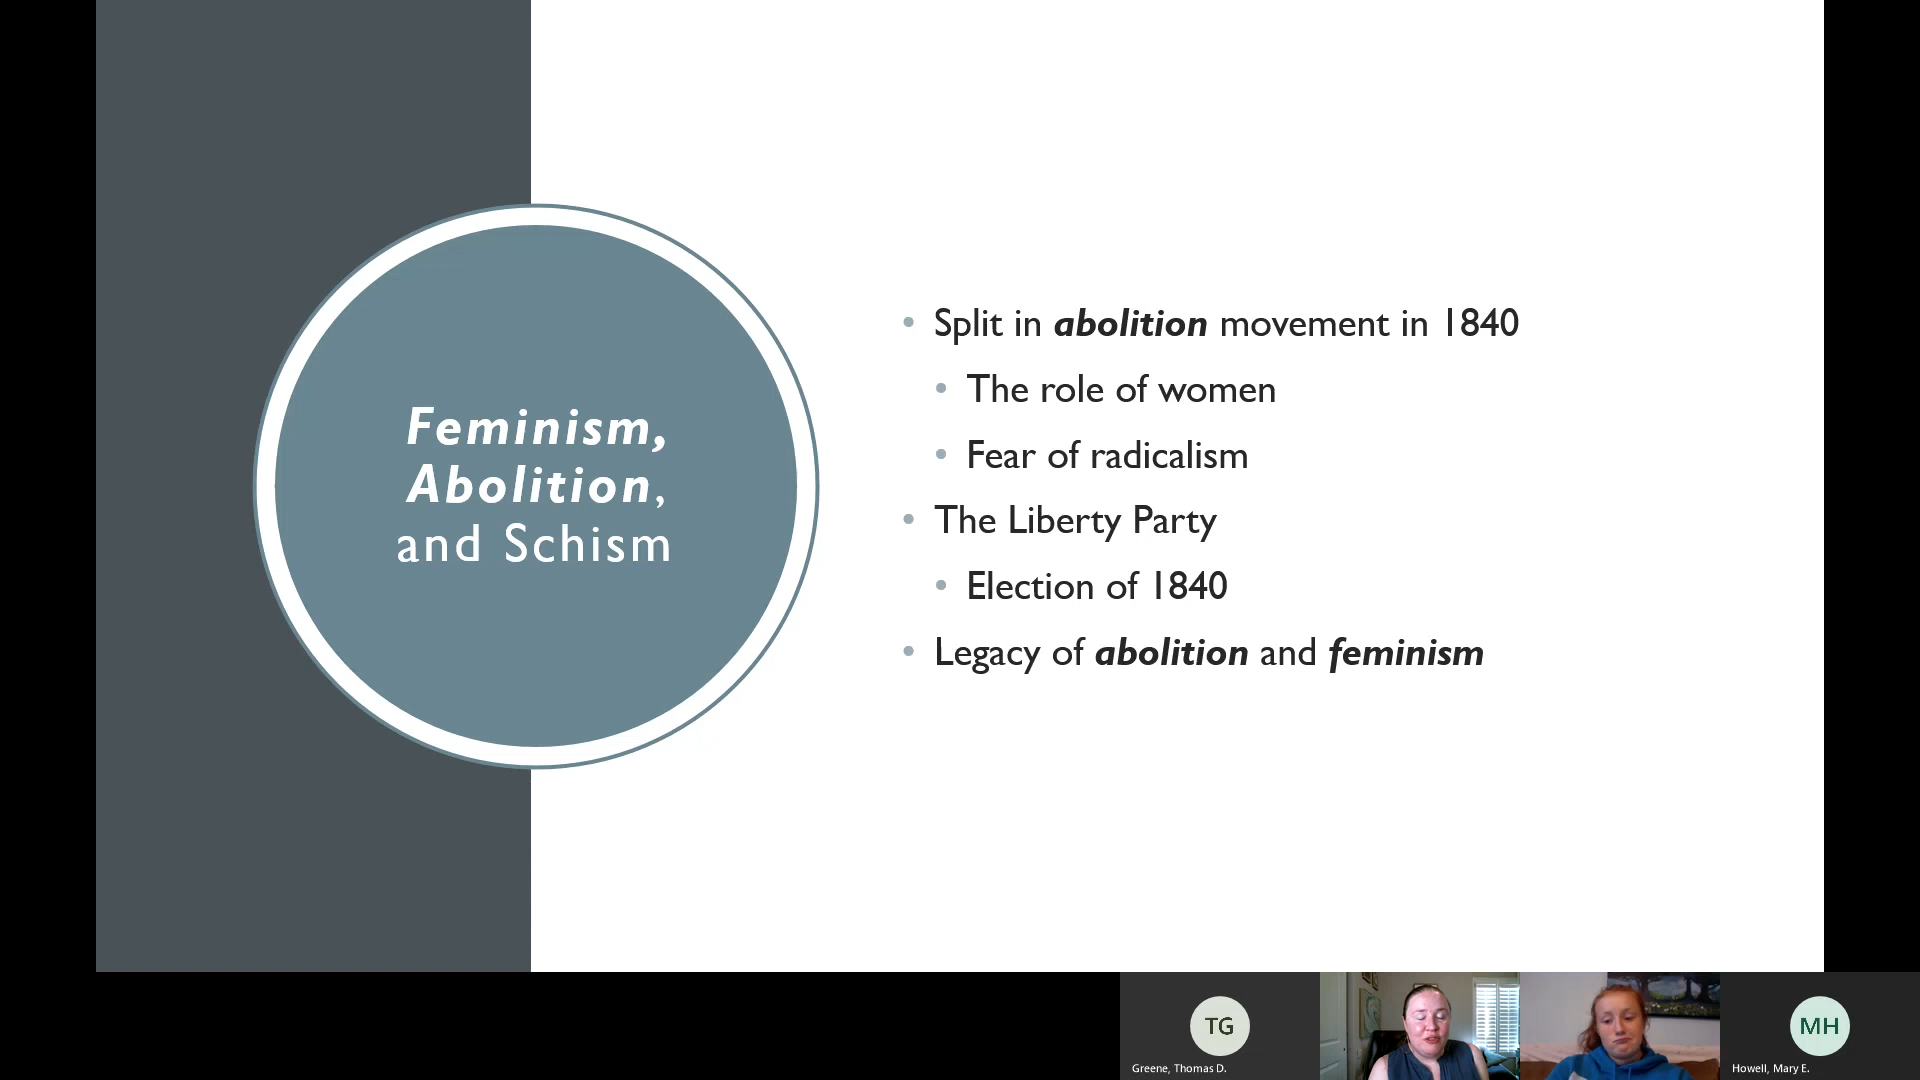 Feminism,
Abolition,
and Schism
• Split in abolition movement in 1840
• The role of women
• Fear of radicalism
• The Liberty Party
• Election of 1840
• Legacy of abolition and feminism
TG
Greene, Thomas D.
MH
Howell, Mary E.